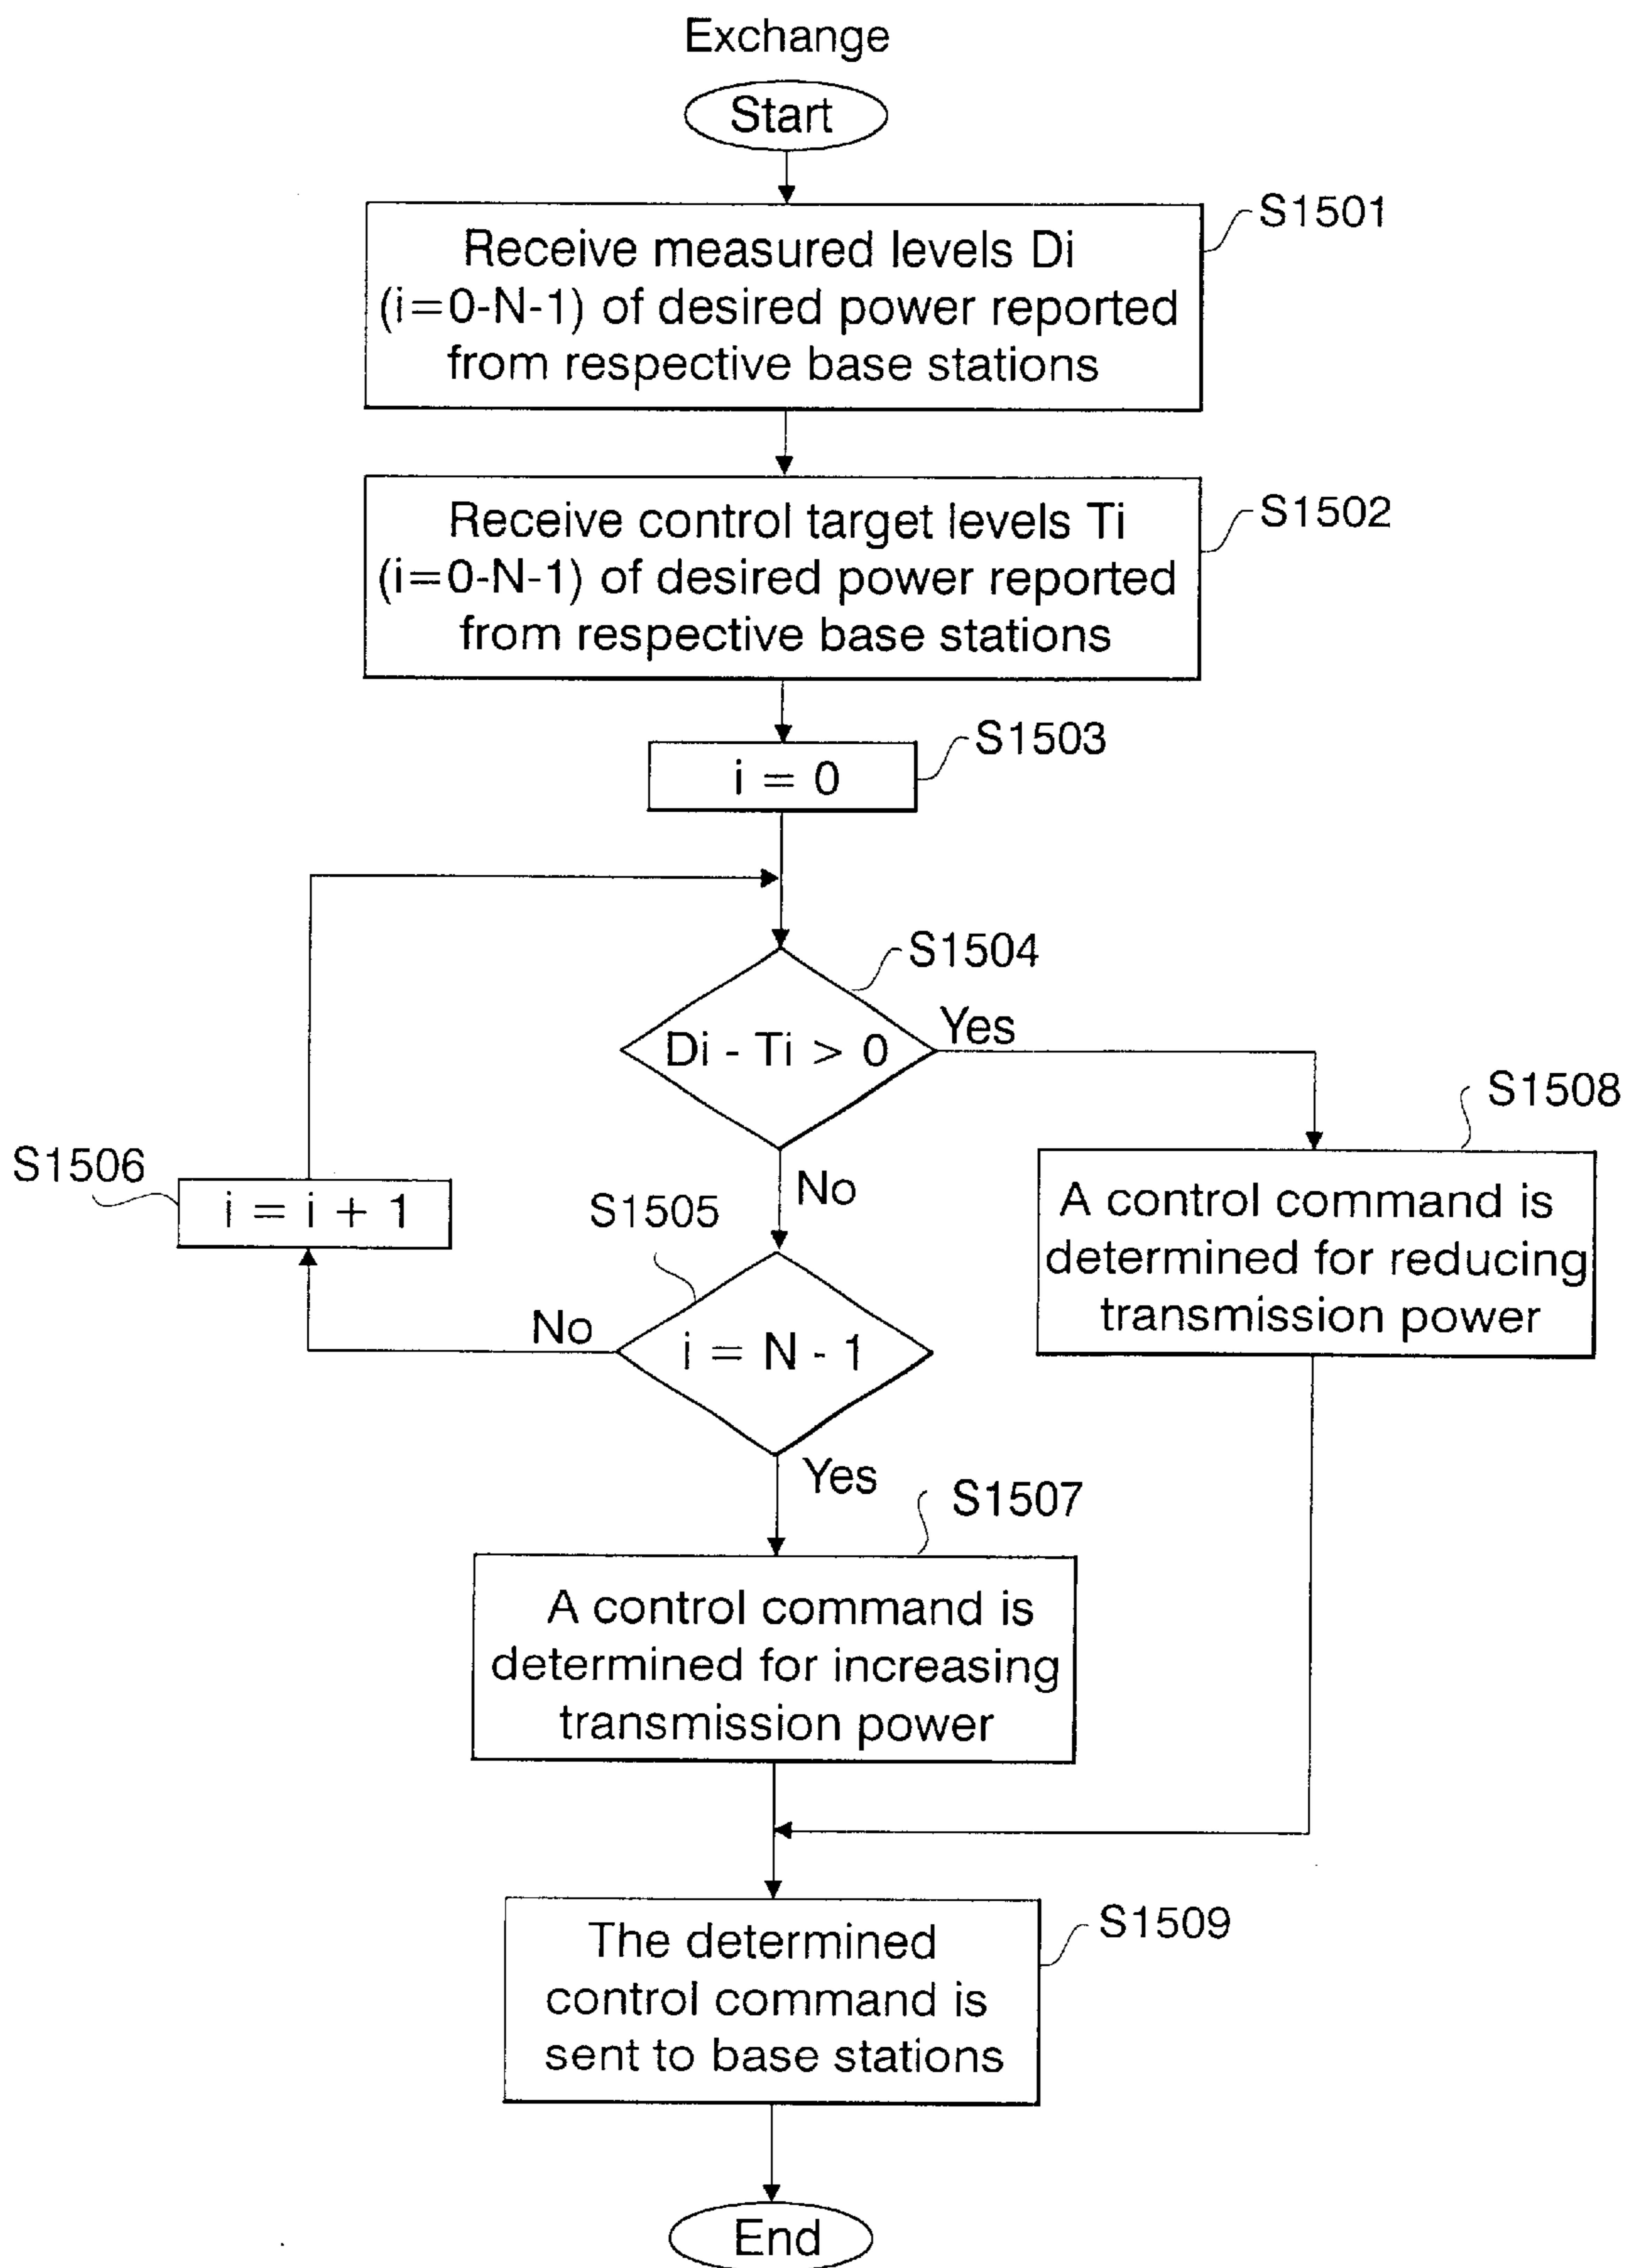 Exchange
Start
S1501
Receive measured levels Di
(i=0-N-1) of desired power reported
from respective base stations
S1502
Receive control target levels Ti
(i=0-N-1) of desired power reported
from respective base stations
S1503
i = 0
S1504
Di - Ti > 0
Yes
No
S1508
A control command is
determined for reducing
transmission power
S1506
i = i + 1
S1505
No
i = N - 1
Yes
S1507
A control command is
determined for increasing
transmission power
S1509
The determined
control command is
sent to base stations
End